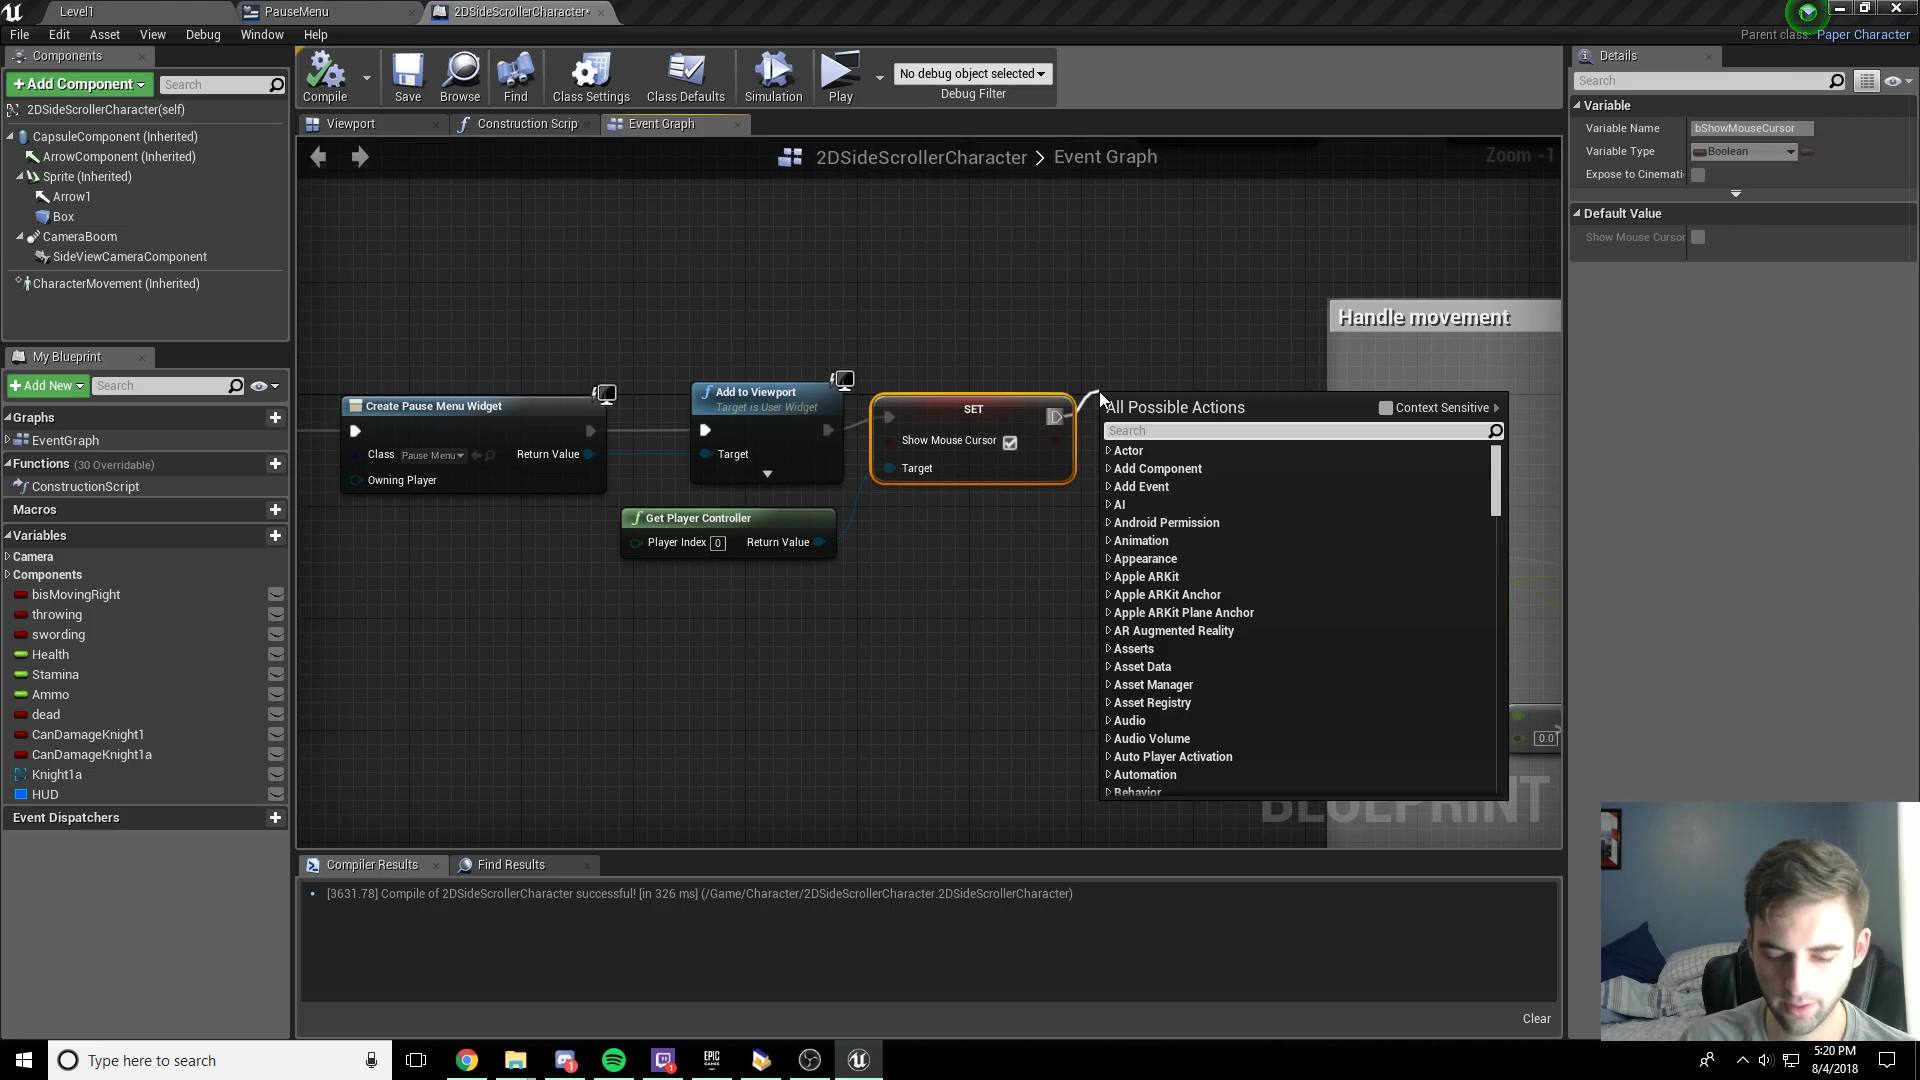 Level1
PauseMenu
2DSideScrollerCharacter*
File Edit Asset View Debug Window Help
Parent class: Paper Character
Components
+ Add Component
Search
2DSideScrollerCharacter(self)
CapsuleComponent (Inherited)
ArrowComponent (Inherited)
Sprite (Inherited)
Arrow1
Box
CameraBoom
SideViewCameraComponent
CharacterMovement (Inherited)
My Blueprint
+ Add New
Search
Graphs
EventGraph
Functions (30 Overridable)
ConstructionScript
Macros
Variables
Camera
Components
bisMovingRight
throwing
swording
Health
Stamina
Ammo
dead
CanDamageKnight1
CanDamageKnight1a
Knight1a
HUD
Event Dispatchers
Compile
Save
Browse
Find
Class Settings
Class Defaults
Simulation
Play
No debug object selected
Debug Filter
Viewport
Construction Scrip
Event Graph
2DSideScrollerCharacter > Event Graph
Zoom -1
Handle movement
Create Pause Menu Widget
Class Pause Menu
Return Value
Owning Player
Add to Viewport
Target is User Widget
Target
SET
Show Mouse Cursor
Target
Get Player Controller
Player Index 0
Return Value
All Possible Actions
Context Sensitive
Search
Actor
Add Component
Add Event
AI
Android Permission
Animation
Appearance
Apple ARKit
Apple ARKit Anchor
Apple ARKit Plane Anchor
AR Augmented Reality
Asserts
Asset Data
Asset Manager
Asset Registry
Audio
Audio Volume
Auto Player Activation
Automation
Behavior
0.0
BLUEPRINT
Compiler Results
Find Results
[3631.78] Compile of 2DSideScrollerCharacter successful! [in 326 ms] (/Game/Character/2DSideScrollerCharacter.2DSideScrollerCharacter)
Clear
Details
Search
Variable
Variable Name bShowMouseCursor
Variable Type Boolean
Expose to Cinemati
Default Value
Show Mouse Cursor
Type here to search
EPIC
GAMES
5:20 PM
8/4/2018